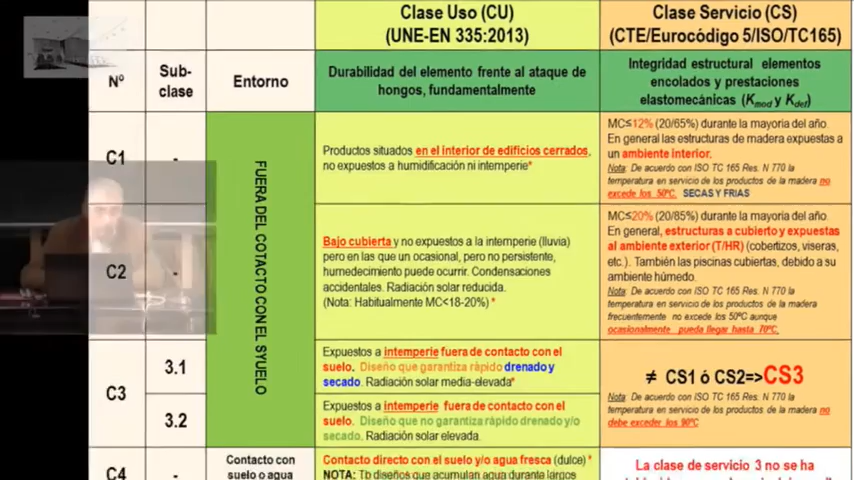 Clase Uso (CU)
(UNE-EN 335:2013)
Clase Servicio (CS)
(CTE/Eurocódigo 5/ISO/TC165)
Nº
Sub-
clase
Entorno
Durabilidad del elemento frente al ataque de
hongos, fundamentalmente
Integridad estructural elementos
encolados y prestaciones
elastomecánicas (Kmod y Kdef)
FUERA DEL COTACTO CON EL SYUELO
C1
-
Productos situados en el interior de edificios cerrados,
no expuestos a humidificación ni intemperie*
MC≤12% (20/65%) durante la mayoría del año.
En general las estructuras de madera expuestas a
un ambiente interior.
Nota: De acuerdo con ISO TC 165 Res. N 770 la
temperatura en servicio de los productos de la madera no
excede los 50ºC. SECAS Y FRIAS
C2
-
Bajo cubierta y no expuestos a la intemperie (lluvia)
pero en las que un ocasional, pero no persistente,
humedecimiento puede ocurrir. Condensaciones
accidentales. Radiación solar reducida.
(Nota: Habitualmente MC<18-20%) *
MC≤20% (20/85%) durante la mayoría del año.
En general, estructuras a cubierto y expuestas
al ambiente exterior (T/HR) (cobertizos, viseras,
etc.). También las piscinas cubiertas, debido a su
ambiente húmedo.
Nota: De acuerdo con ISO TC 165 Res. N 770 la
temperatura en servicio de los productos de la madera
frecuentemente no excede los 50ºC aunque
ocasionalmente pueda llegar hasta 70ºC.
C3
3.1
Expuestos a intemperie fuera de contacto con el
suelo. Diseño que garantiza rápido drenado y
secado. Radiación solar media-elevada*
3.2
Expuestos a intemperie fuera de contacto con el
suelo. Diseño que no garantiza rápido drenado y/o
secado. Radiación solar elevada.
≠ CS1 ó CS2=>CS3
Nota: De acuerdo con ISO TC 165 Res. N 770 la
temperatura en servicio de los productos de la madera no
debe exceder los 90ºC
C4
-
Contacto con
suelo o agua
Contacto directo con el suelo y/o agua fresca (dulce) *
NOTA: Tb diseños que acumulan agua durante largos
La clase de servicio 3 no se ha